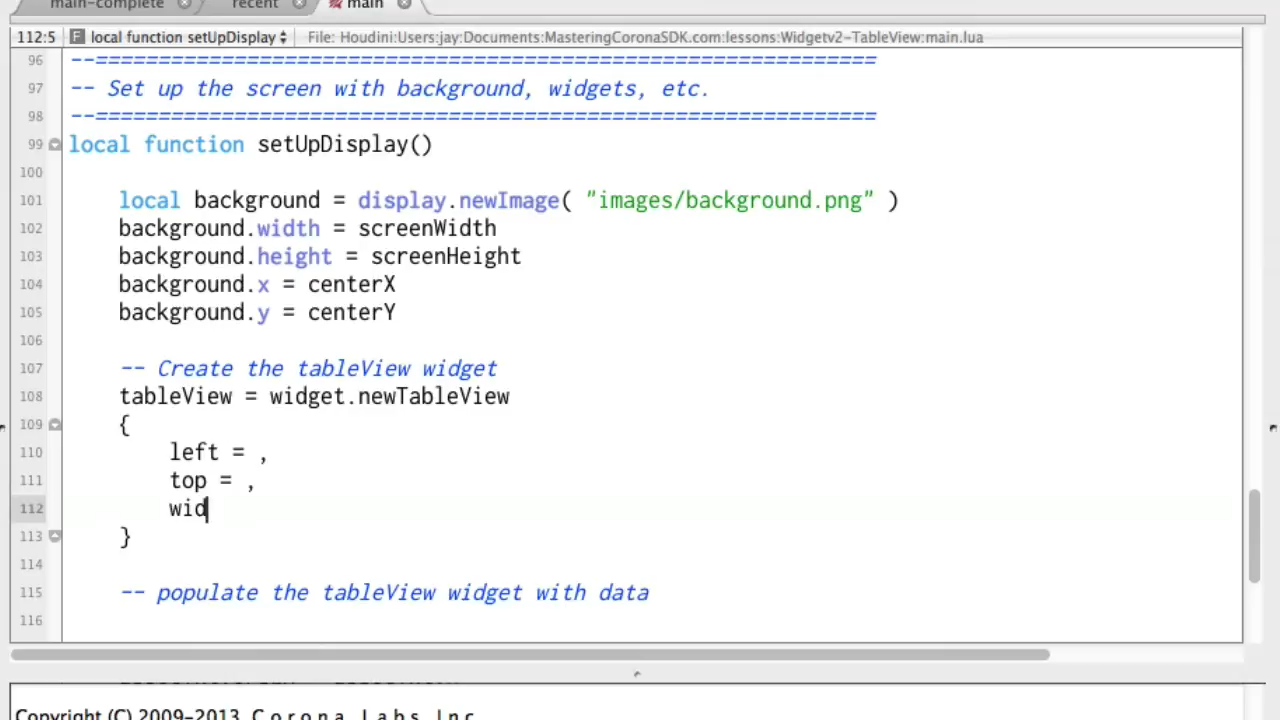 main-complete recent main
112:5 F local function setUpDisplay File: Houdini:Users:jay:Documents:MasteringCoronaSDK.com:lessons:Widgetv2-TableView:main.lua
96 --==============================================================
97 -- Set up the screen with background, widgets, etc.
98 --==============================================================
99 local function setUpDisplay()
100
101 local background = display.newImage( "images/background.png" )
102 background.width = screenWidth
103 background.height = screenHeight
104 background.x = centerX
105 background.y = centerY
106
107 -- Create the tableView widget
108 tableView = widget.newTableView
109 {
110 left = ,
111 top = ,
112 wid
113 }
114
115 -- populate the tableView widget with data
116
Copyright (C) 2009-2013 C o r o n a L a b s I n c